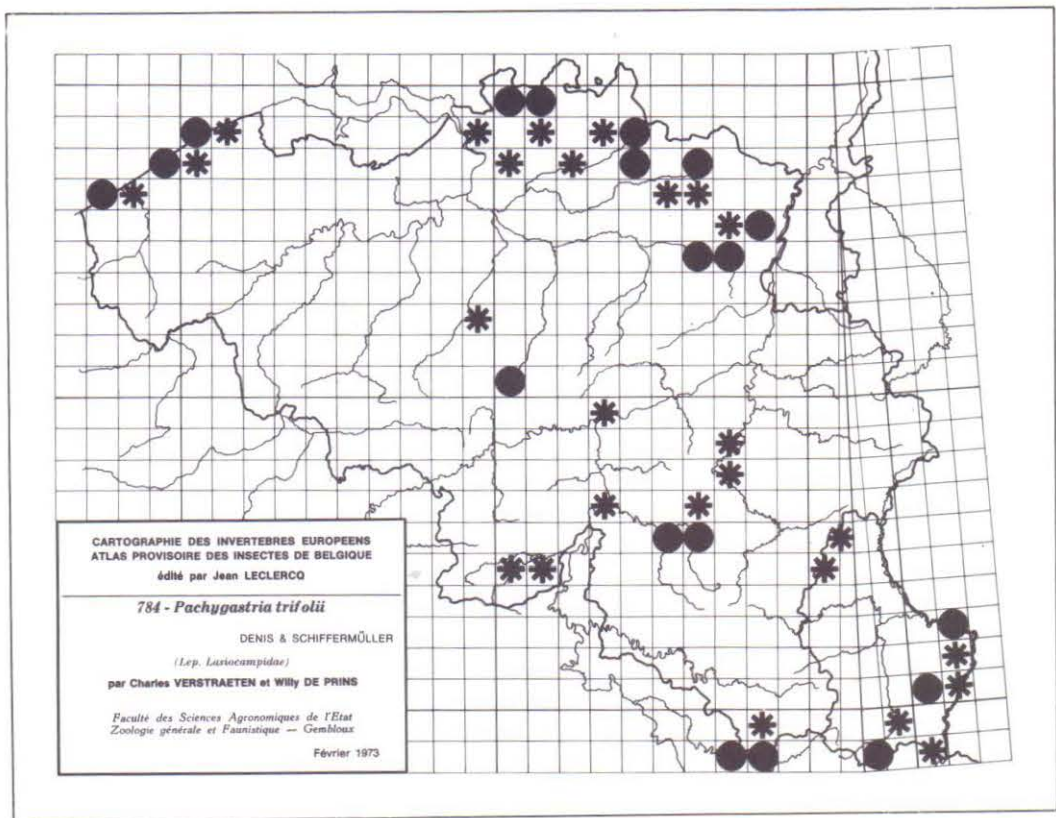 CARTOGRAPHIE DES INVERTEBRES EUROPEENS
ATLAS PROVISOIRE DES INSECTES DE BELGIQUE
édité par Jean LECLERCQ
784 - Pachygastria trifolii
DENIS & SCHIFFERMÜLLER
(Lep. Lasiocampidae)
par Charles VERSTRAETEN et Willy DE PRINS
Faculté des Sciences Agronomiques de l'Etat
Zoologie générale et Faunistique — Gembloux
Février 1973